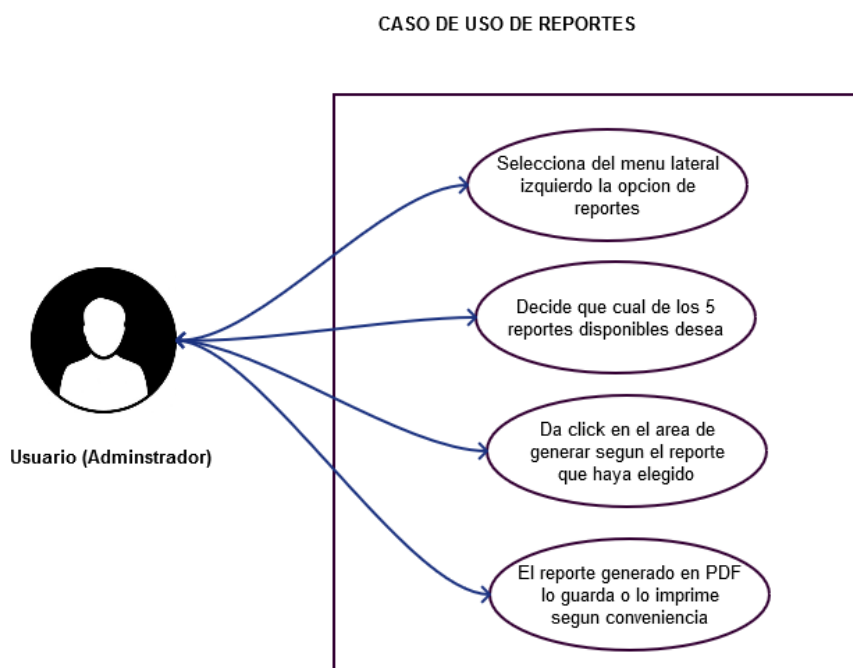 CASO DE USO DE REPORTES
Selecciona del menu lateral
izquierdo la opcion de
reportes
Decide que cual de los 5
reportes disponibles desea
Usuario (Adminstrador)
Da click en el area de
generar segun el reporte
que haya elegido
El reporte generado en PDF
lo guarda o lo imprime
segun conveniencia